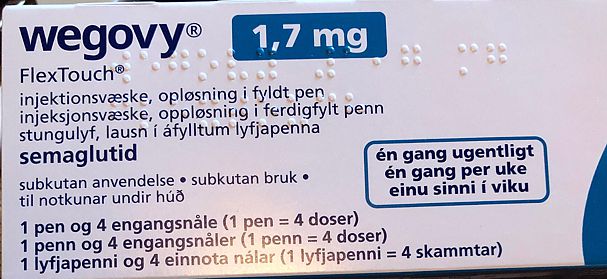 wegovy® 1,7 mg
FlexTouch®
injektionsvæske, opløsning i fyldt pen
injeksjonsvæske, oppløsning i ferdigfylt penn
stungulyf, lausn í áfylltum lyfjapenna
semaglutid
subkutan anvendelse • subkutan bruk •
til notkunar undir húð
én gang ugentligt
én gang per uke
einu sinni í viku
1 pen og 4 engangsnåle (1 pen = 4 doser)
1 penn og 4 engangsnåler (1 penn = 4 doser)
1 lyfjapenni og 4 einnota nálar (1 lyfjapenni = 4 skammtar)